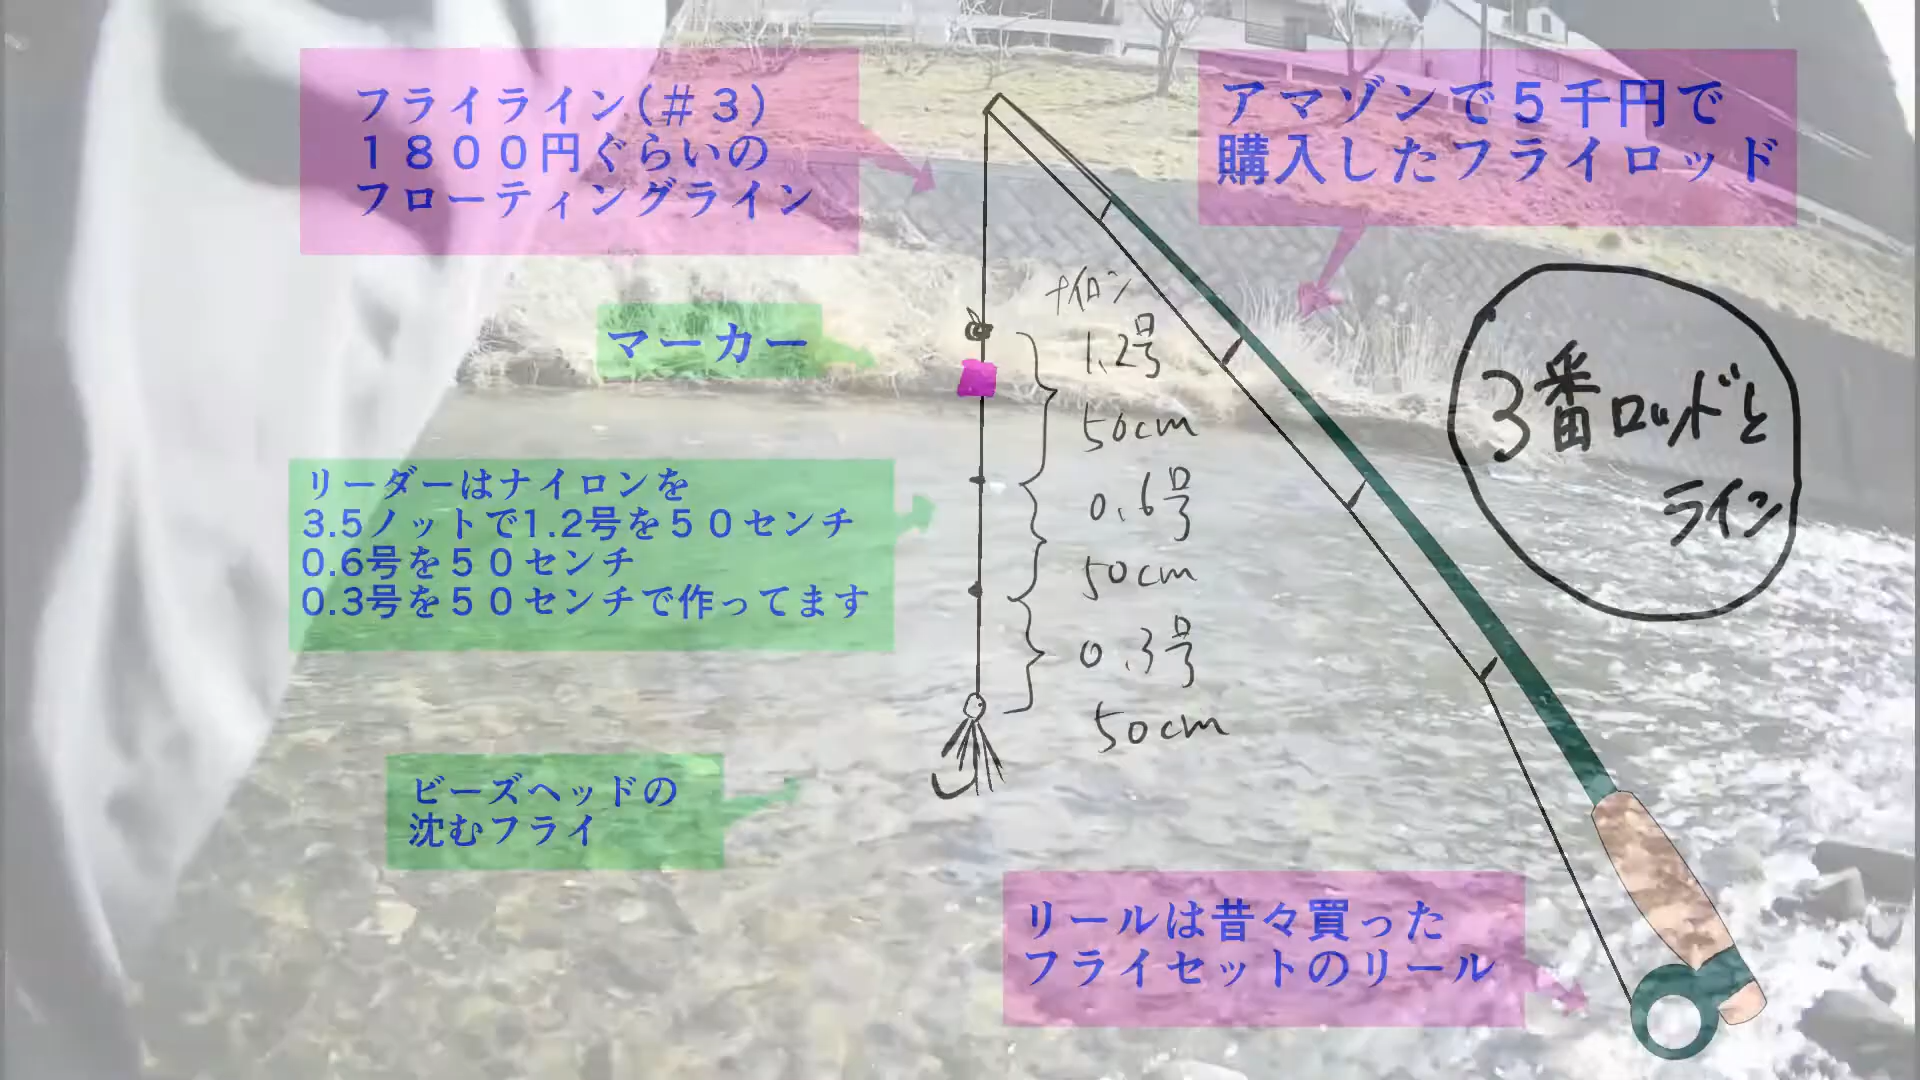 フライライン(＃３)
１８００円ぐらいの
フローティングライン
アマゾンで５千円で
購入したフライロッド
マーカー
ナイロン
1.2号
50cm
0.6号
50cm
0.3号
50cm
3番ロッドと
ライン
リーダーはナイロンを
3.5ノットで1.2号を５０センチ
0.6号を５０センチ
0.3号を５０センチで作ってます
ビーズヘッドの
沈むフライ
リールは昔々買った
フライセットのリール